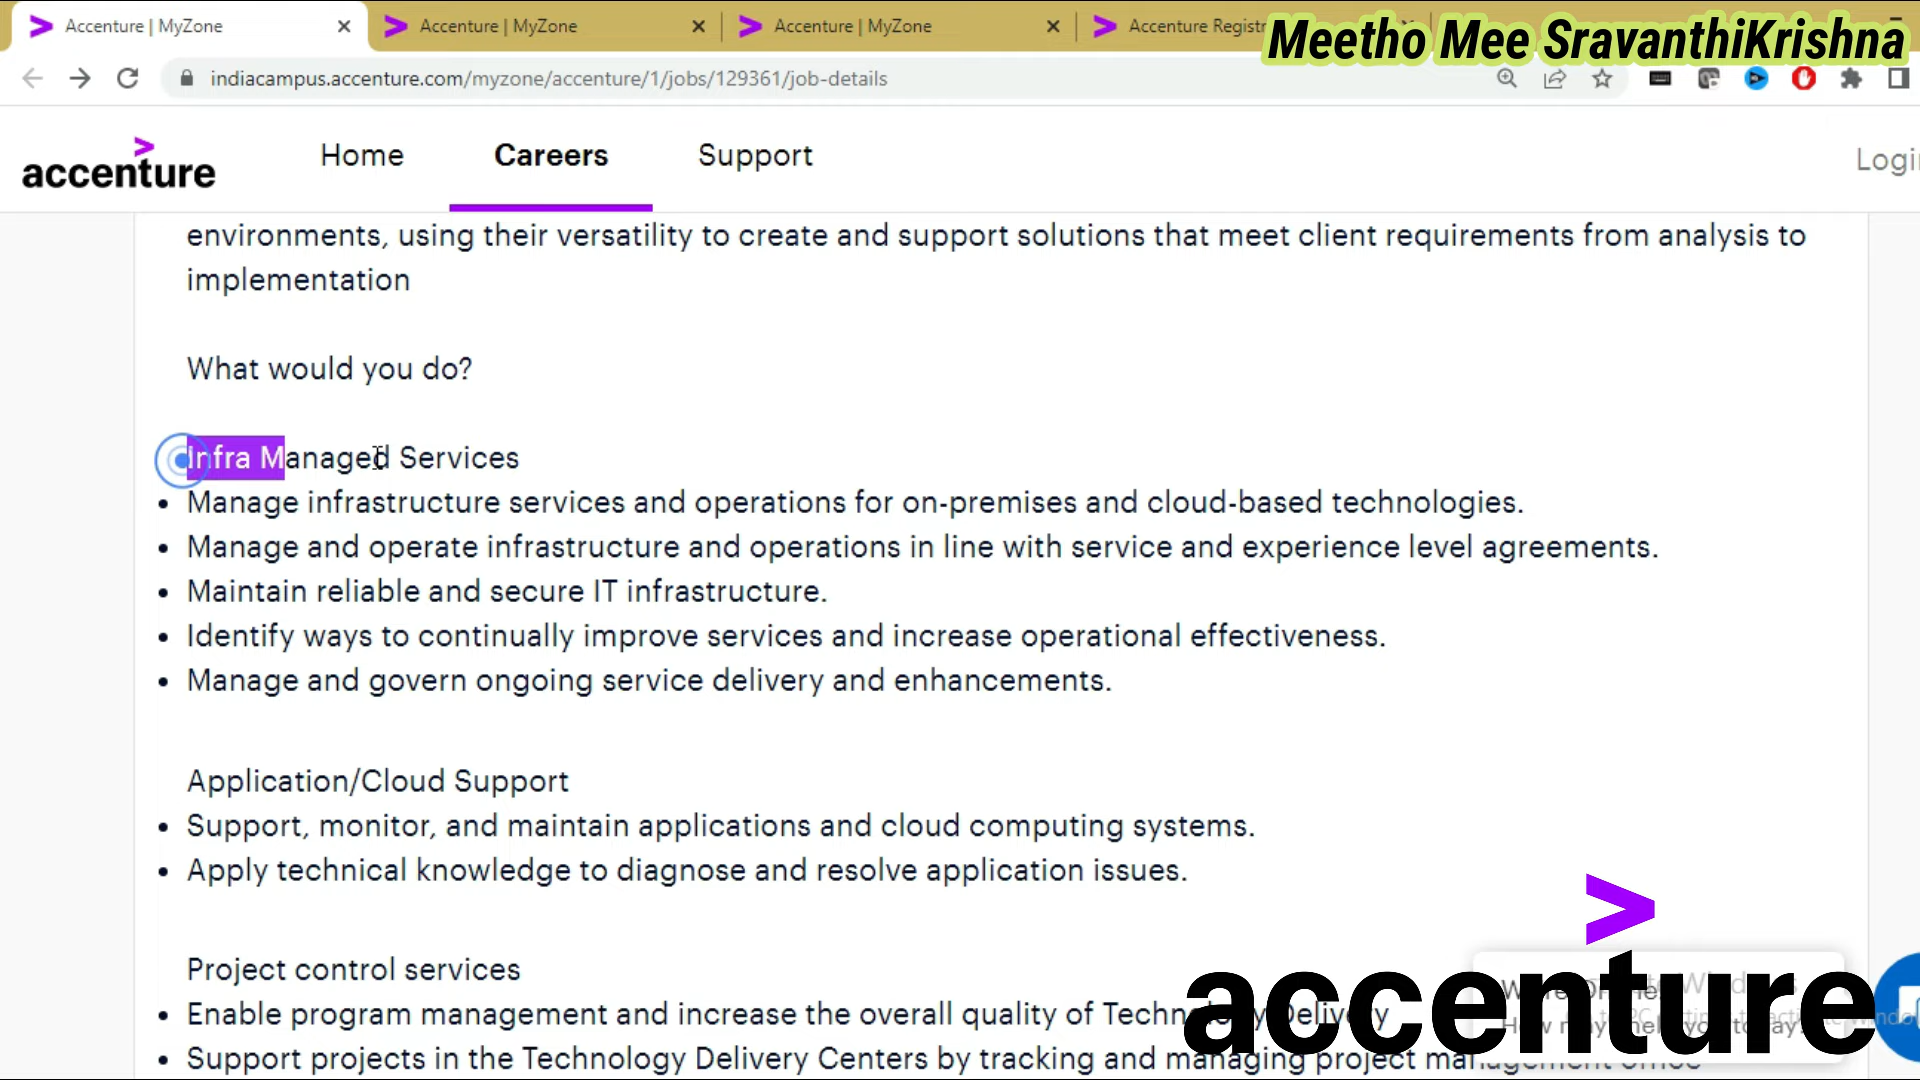 Accenture | MyZone
Accenture | MyZone
Accenture | MyZone
Accenture Registr
Meetho Mee SravanthiKrishna
indiacampus.accenture.com/myzone/accenture/1/jobs/129361/job-details
accenture
Home
Careers
Support
Logi
environments, using their versatility to create and support solutions that meet client requirements from analysis to
implementation
What would you do?
Infra Managed Services
• Manage infrastructure services and operations for on-premises and cloud-based technologies.
• Manage and operate infrastructure and operations in line with service and experience level agreements.
• Maintain reliable and secure IT infrastructure.
• Identify ways to continually improve services and increase operational effectiveness.
• Manage and govern ongoing service delivery and enhancements.
Application/Cloud Support
• Support, monitor, and maintain applications and cloud computing systems.
• Apply technical knowledge to diagnose and resolve application issues.
Project control services
• Enable program management and increase the overall quality of Technology Delivery
• Support projects in the Technology Delivery Centers by tracking and managing project management office
accenture